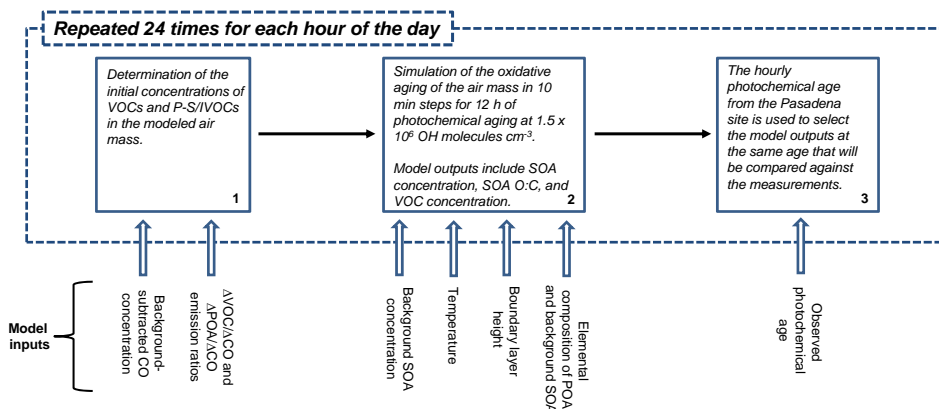 Repeated 24 times for each hour of the day
Determination of the
initial concentrations of
VOCs and P-S/IVOCs
in the modeled air
mass.
1
Simulation of the oxidative
aging of the air mass in 10
min steps for 12 h of
photochemical aging at 1.5 x
10⁶ OH molecules cm⁻³.
Model outputs include SOA
concentration, SOA O:C, and
VOC concentration.
2
The hourly
photochemical age
from the Pasadena
site is used to select
the model outputs at
the same age that will
be compared against
the measurements.
3
Model
inputs
Background-
subtracted CO
concentration
ΔVOC/ΔCO and
ΔPOA/ΔCO
emission ratios
Background SOA
concentration
Temperature
Boundary layer
height
Elemental
composition of POA
and background SOA
Observed
photochemical
age